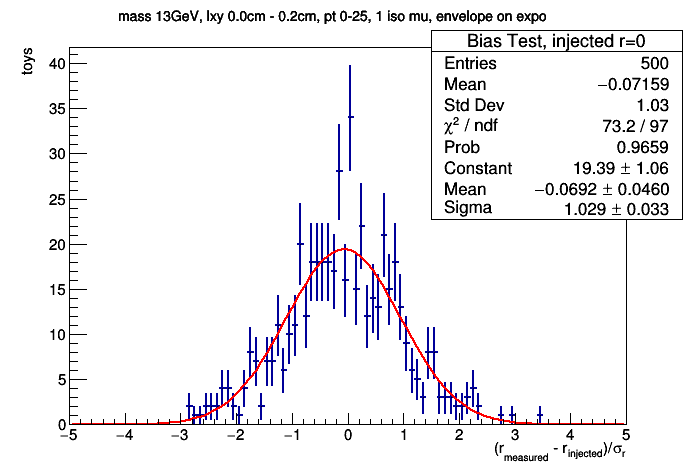 mass 13GeV, lxy 0.0cm - 0.2cm, pt 0-25, 1 iso mu, envelope on expo
Bias Test, injected r=0
Entries 500
Mean −0.07159
Std Dev 1.03
χ² / ndf 73.2 / 97
Prob 0.9659
Constant 19.39 ± 1.06
Mean −0.0692 ± 0.0460
Sigma 1.029 ± 0.033
toys
40
35
30
25
20
15
10
5
0
−5 −4 −3 −2 −1 0 1 2 3 4 5
(r_measured - r_injected)/σ_r